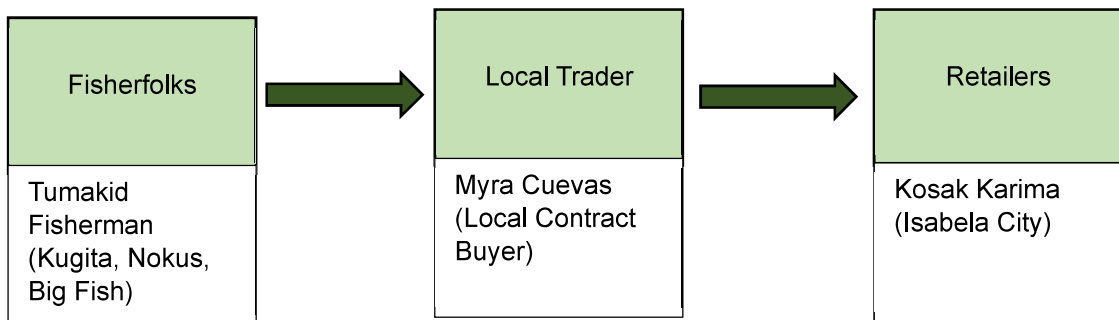 Fisherfolks
Tumakid
Fisherman
(Kugita, Nokus,
Big Fish)
Local Trader
Myra Cuevas
(Local Contract
Buyer)
Retailers
Kosak Karima
(Isabela City)